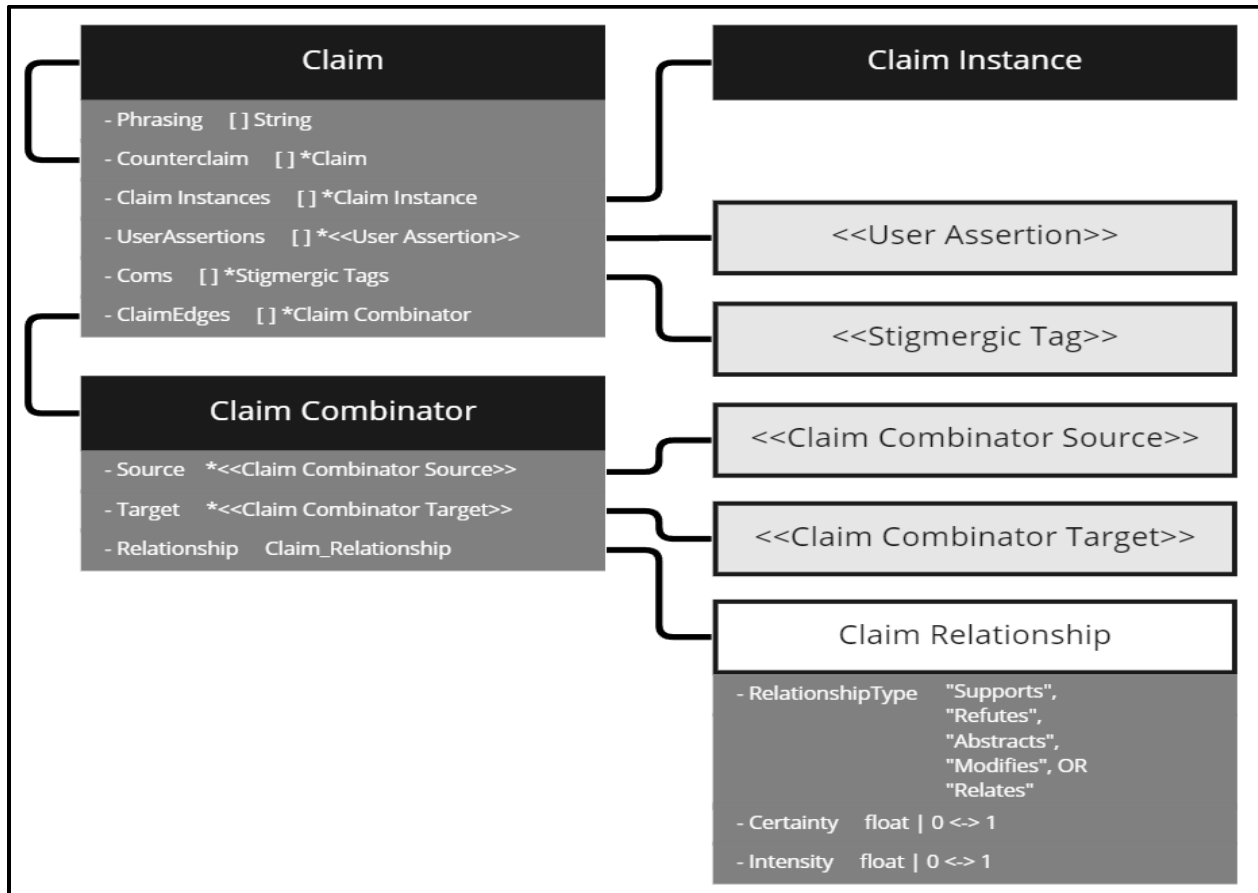 Claim
- Phrasing [ ] String
- Counterclaim [ ] *Claim
- Claim Instances [ ] *Claim Instance
- UserAssertions [ ] *<<User Assertion>>
- Coms [ ] *Stigmergic Tags
- ClaimEdges [ ] *Claim Combinator
Claim Instance
<<User Assertion>>
<<Stigmergic Tag>>
Claim Combinator
- Source *<<Claim Combinator Source>>
- Target *<<Claim Combinator Target>>
- Relationship Claim_Relationship
<<Claim Combinator Source>>
<<Claim Combinator Target>>
Claim Relationship
- RelationshipType "Supports",
"Refutes",
"Abstracts",
"Modifies", OR
"Relates"
- Certainty float | 0 <-> 1
- Intensity float | 0 <-> 1